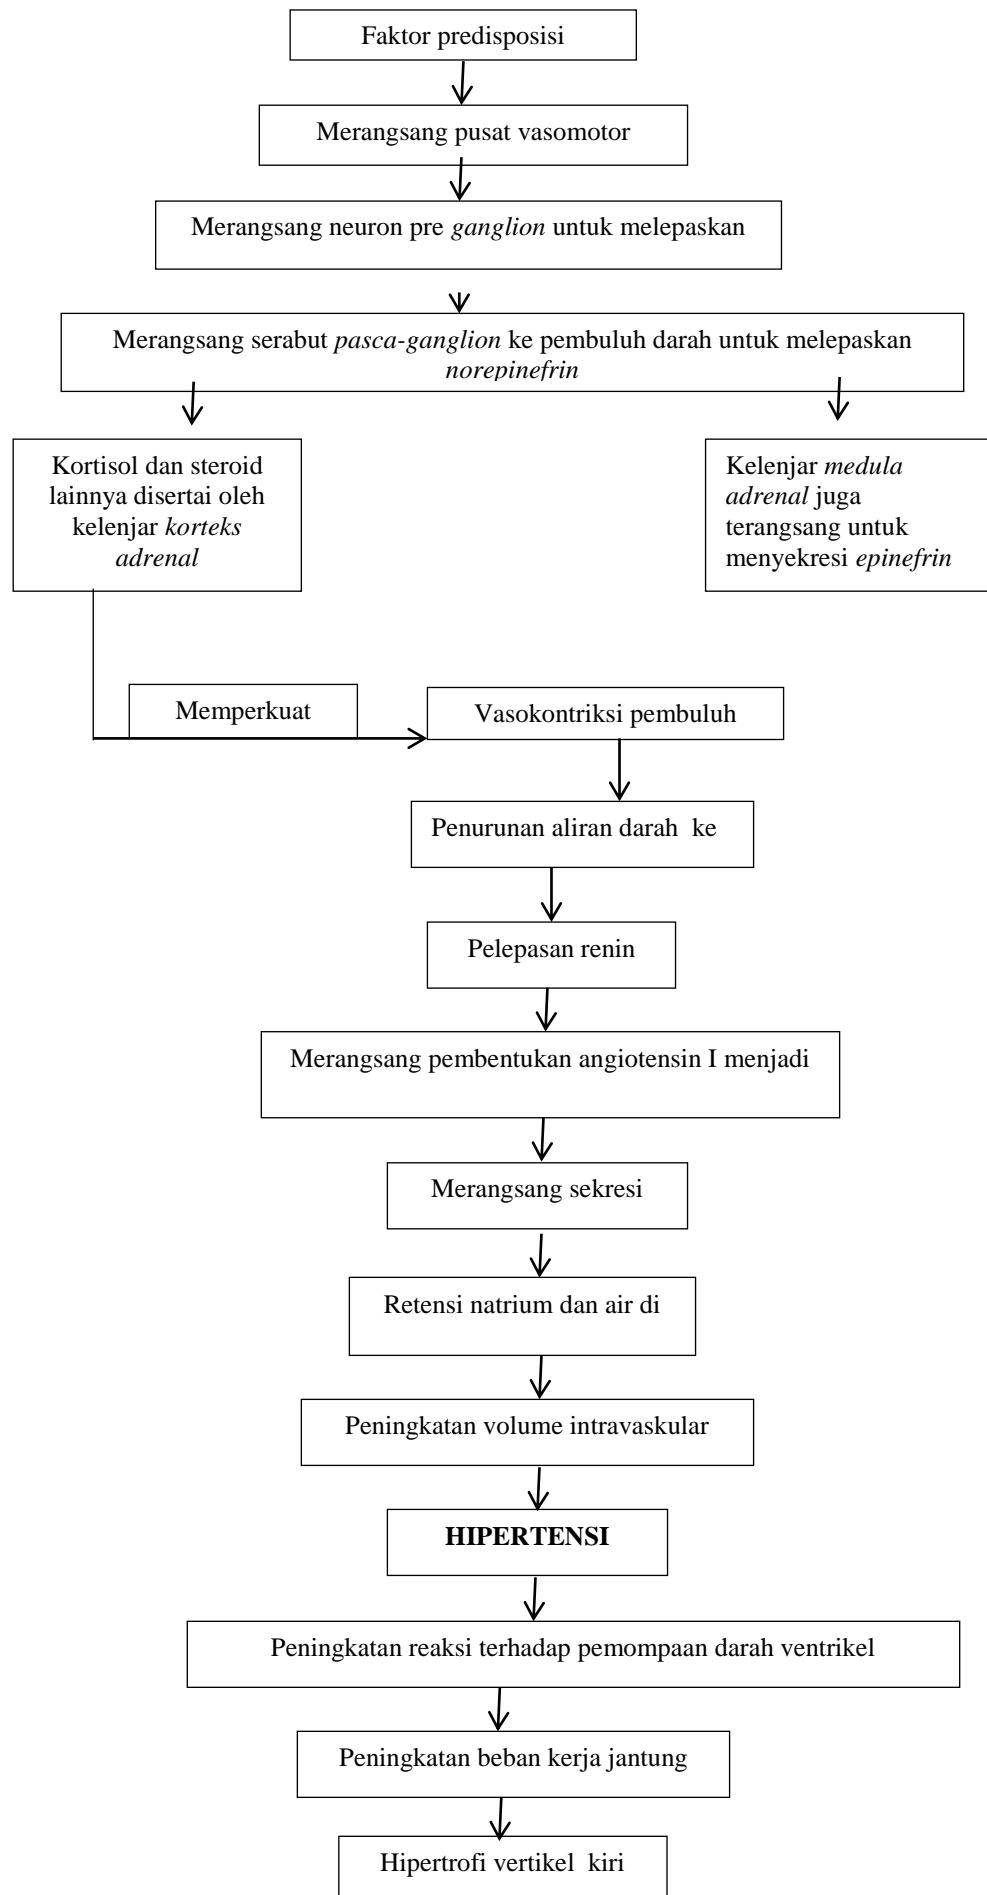 Faktor predisposisi
Merangsang pusat vasomotor
Merangsang neuron pre ganglion untuk melepaskan
Merangsang serabut pasca-ganglion ke pembuluh darah untuk melepaskan
norepinefrin
Kortisol dan steroid
lainnya disertai oleh
kelenjar korteks
adrenal
Kelenjar medula
adrenal juga
terangsang untuk
menyekresi epinefrin
Memperkuat
Vasokontriksi pembuluh
Penurunan aliran darah ke
Pelepasan renin
Merangsang pembentukan angiotensin I menjadi
Merangsang sekresi
Retensi natrium dan air di
Peningkatan volume intravaskular
HIPERTENSI
Peningkatan reaksi terhadap pemompaan darah ventrikel
Peningkatan beban kerja jantung
Hipertrofi vertikel kiri